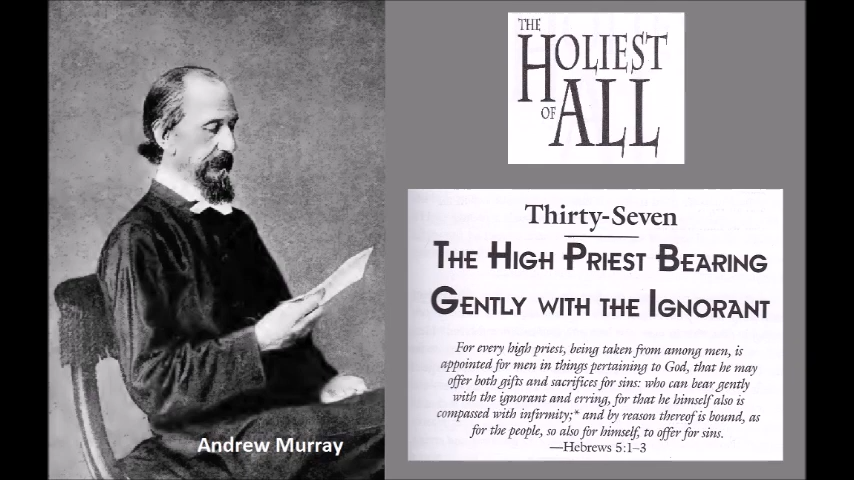 THE
HOLIEST
OF ALL
Thirty-Seven
THE HIGH PRIEST BEARING
GENTLY WITH THE IGNORANT
For every high priest, being taken from among men, is
appointed for men in things pertaining to God, that he may
offer both gifts and sacrifices for sins: who can bear gently
with the ignorant and erring, for that he himself also is
compassed with infirmity;* and by reason thereof is bound, as
for the people, so also for himself, to offer for sins.
—Hebrews 5:1–3
Andrew Murray